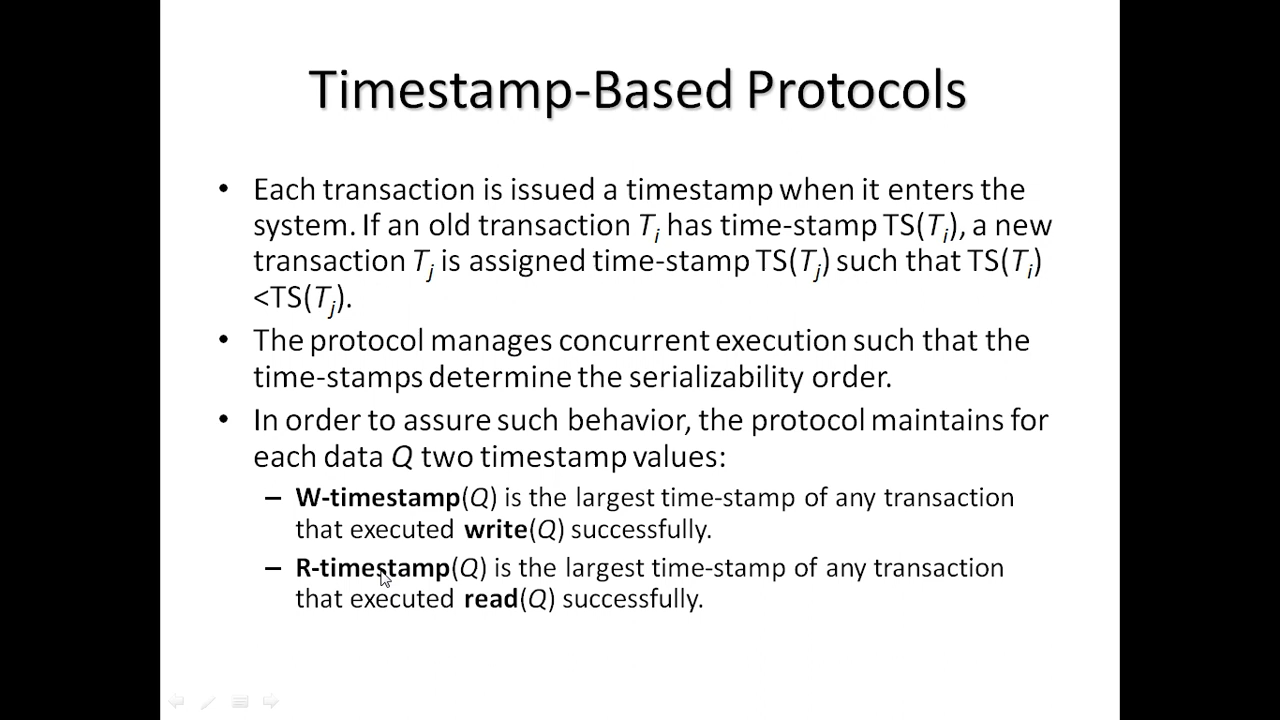 Timestamp-Based Protocols
• Each transaction is issued a timestamp when it enters the
system. If an old transaction Ti has time-stamp TS(Ti), a new
transaction Tj is assigned time-stamp TS(Tj) such that TS(Ti)
<TS(Tj).
• The protocol manages concurrent execution such that the
time-stamps determine the serializability order.
• In order to assure such behavior, the protocol maintains for
each data Q two timestamp values:
– W-timestamp(Q) is the largest time-stamp of any transaction
that executed write(Q) successfully.
– R-timestamp(Q) is the largest time-stamp of any transaction
that executed read(Q) successfully.